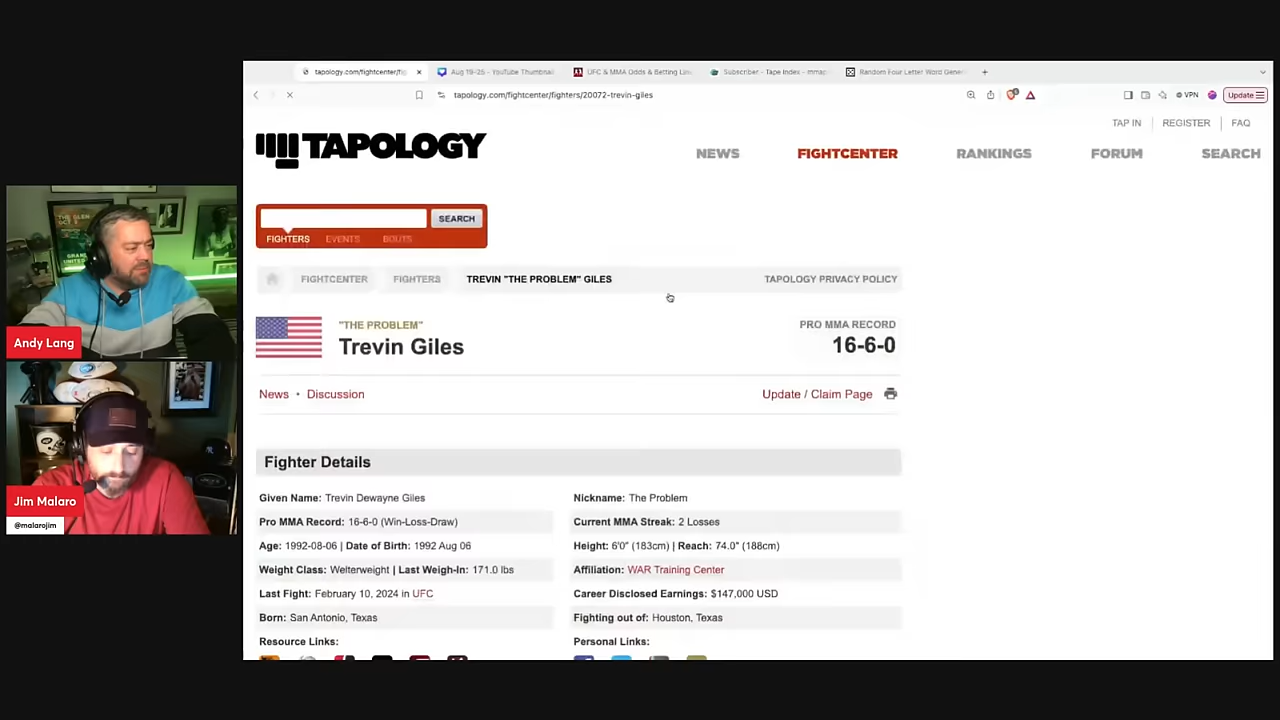 tapology.com/fightcenter/fi
Aug 19-25 - YouTube Thumbnail
UFC & MMA Odds & Betting Lin
Subscriber - Tape Index - mmap
Random Four Letter Word Gener
tapology.com/fightcenter/fighters/20072-trevin-giles
VPN
Update
TAP IN
REGISTER
FAQ
TAPOLOGY
NEWS
FIGHTCENTER
RANKINGS
FORUM
SEARCH
SEARCH
FIGHTERS
EVENTS
BOUTS
FIGHTCENTER
FIGHTERS
TREVIN "THE PROBLEM" GILES
TAPOLOGY PRIVACY POLICY
"THE PROBLEM"
Trevin Giles
PRO MMA RECORD
16-6-0
News • Discussion
Update / Claim Page
Fighter Details
Given Name: Trevin Dewayne Giles
Nickname: The Problem
Pro MMA Record: 16-6-0 (Win-Loss-Draw)
Current MMA Streak: 2 Losses
Age: 1992-08-06 | Date of Birth: 1992 Aug 06
Height: 6'0" (183cm) | Reach: 74.0" (188cm)
Weight Class: Welterweight | Last Weigh-In: 171.0 lbs
Affiliation: WAR Training Center
Last Fight: February 10, 2024 in UFC
Career Disclosed Earnings: $147,000 USD
Born: San Antonio, Texas
Fighting out of: Houston, Texas
Resource Links:
Personal Links:
Andy Lang
Jim Malaro
@malarojim